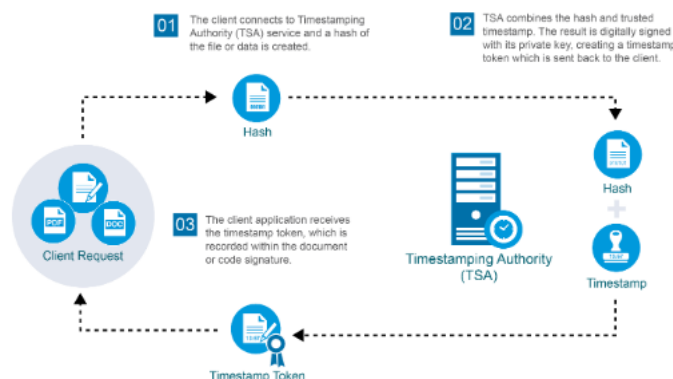 01
The client connects to Timestamping
Authority (TSA) service and a hash of
the file or data is created.
02
TSA combines the hash and trusted
timestamp. The result is digitally signed
with its private key, creating a timestamp
token which is sent back to the client.
Hash
Hash
PDF
DOC
Client Request
03
The client application receives
the timestamp token, which is
recorded within the document
or code signature.
Timestamping Authority
(TSA)
Timestamp
Timestamp Token